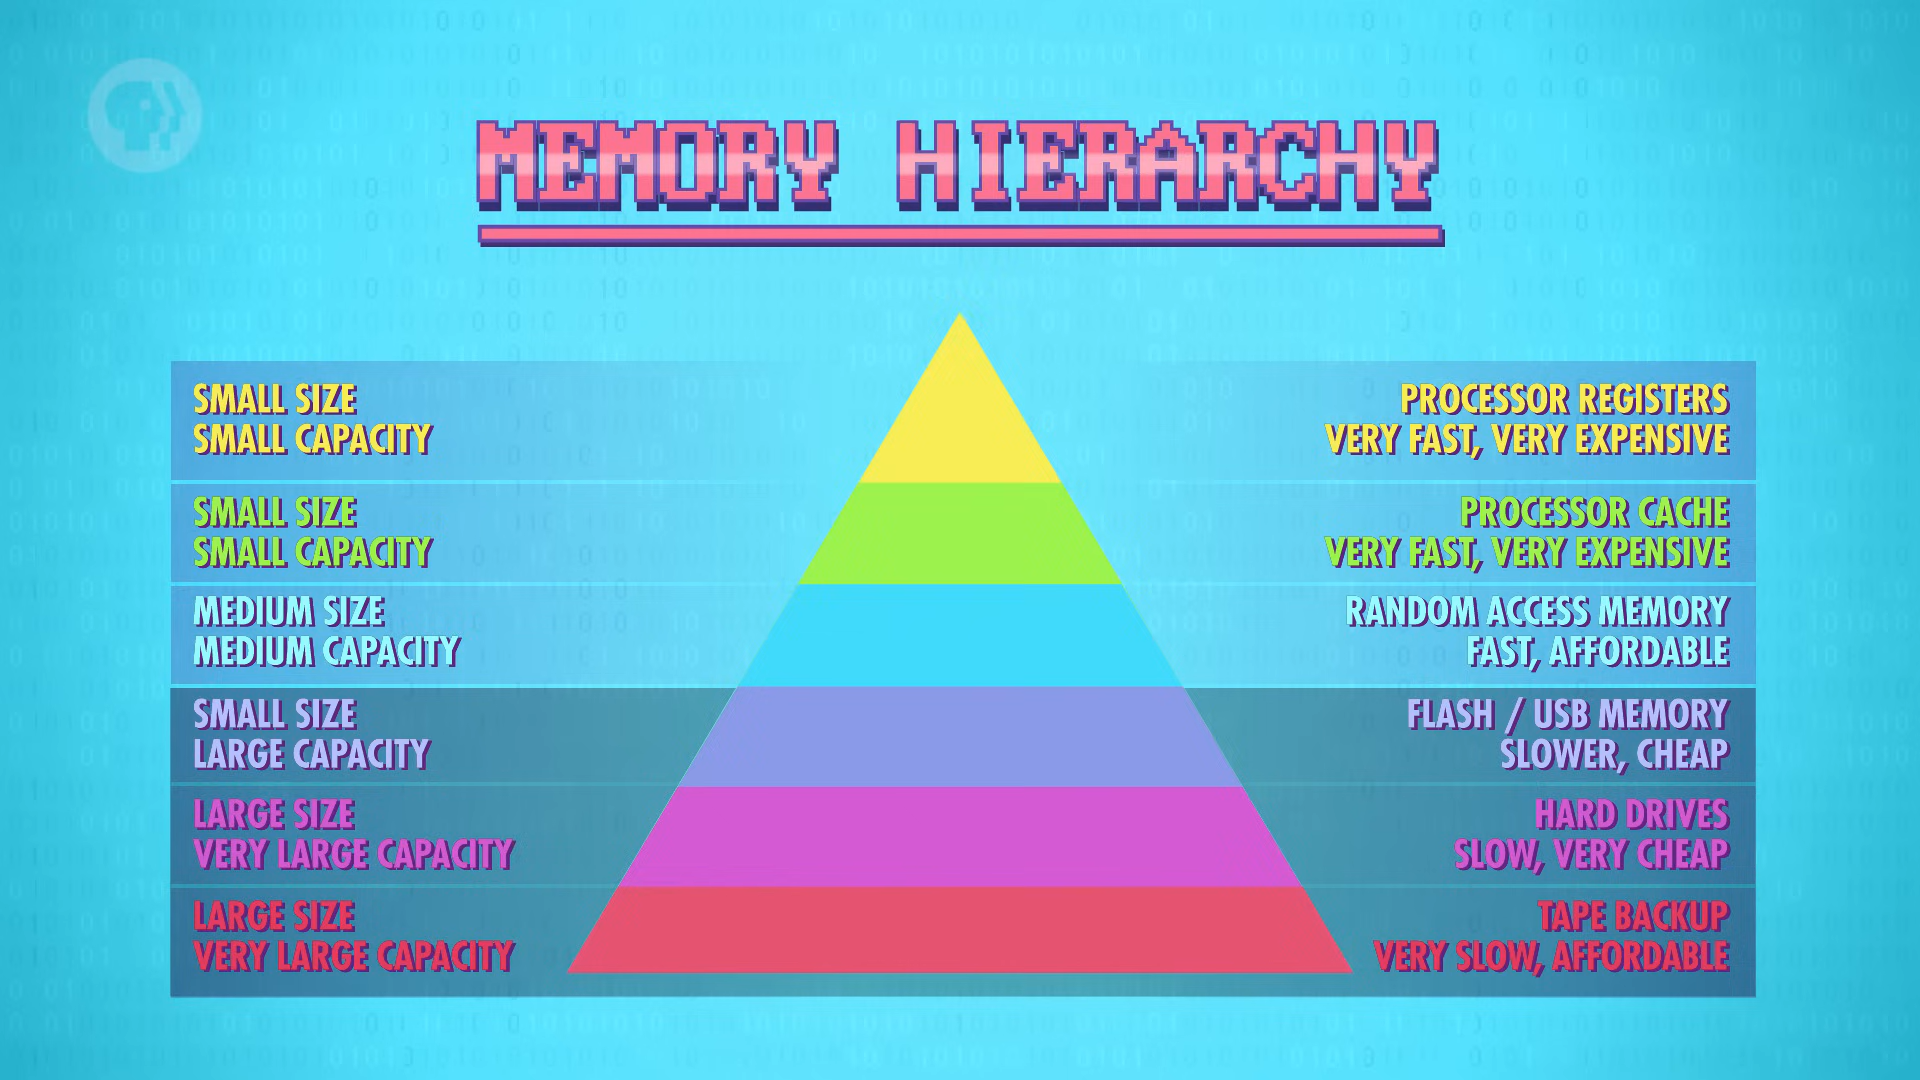 MEMORY HIERARCHY
SMALL SIZE
SMALL CAPACITY
PROCESSOR REGISTERS
VERY FAST, VERY EXPENSIVE
SMALL SIZE
SMALL CAPACITY
PROCESSOR CACHE
VERY FAST, VERY EXPENSIVE
MEDIUM SIZE
MEDIUM CAPACITY
RANDOM ACCESS MEMORY
FAST, AFFORDABLE
SMALL SIZE
LARGE CAPACITY
FLASH / USB MEMORY
SLOWER, CHEAP
LARGE SIZE
VERY LARGE CAPACITY
HARD DRIVES
SLOW, VERY CHEAP
LARGE SIZE
VERY LARGE CAPACITY
TAPE BACKUP
VERY SLOW, AFFORDABLE